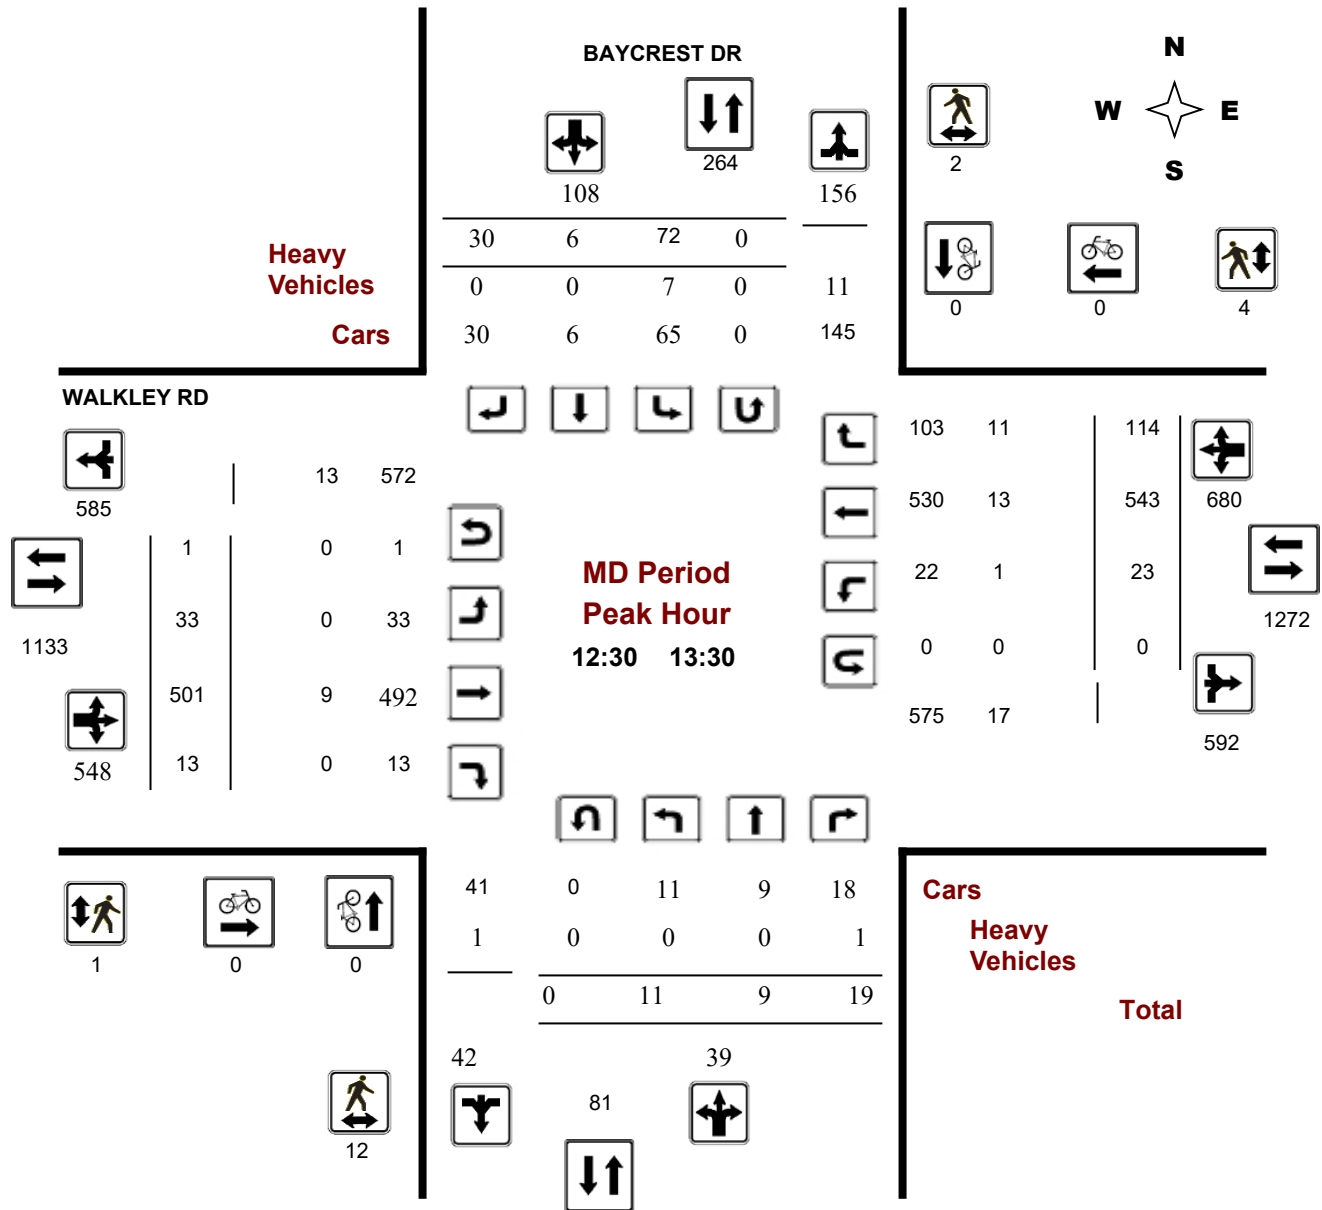 BAYCREST DR
N
W E
S
264
2
108 156
30 6 72 0
Heavy
Vehicles
0 0 7 0 11
Cars
30 6 65 0 145
0 0 4
WALKLEY RD
103 11 114
13 572
585
530 13 543 680
1 0 1
MD Period
22 1 23
33 0 33
Peak Hour
1133
1272
12:30 13:30
0 0 0
501 9 492
575 17
592
548 13 0 13
41 0 11 9 18
Cars
1 0 0 0 1
Heavy
Vehicles
1 0 0
0 11 9 19
Total
42 39
81
12